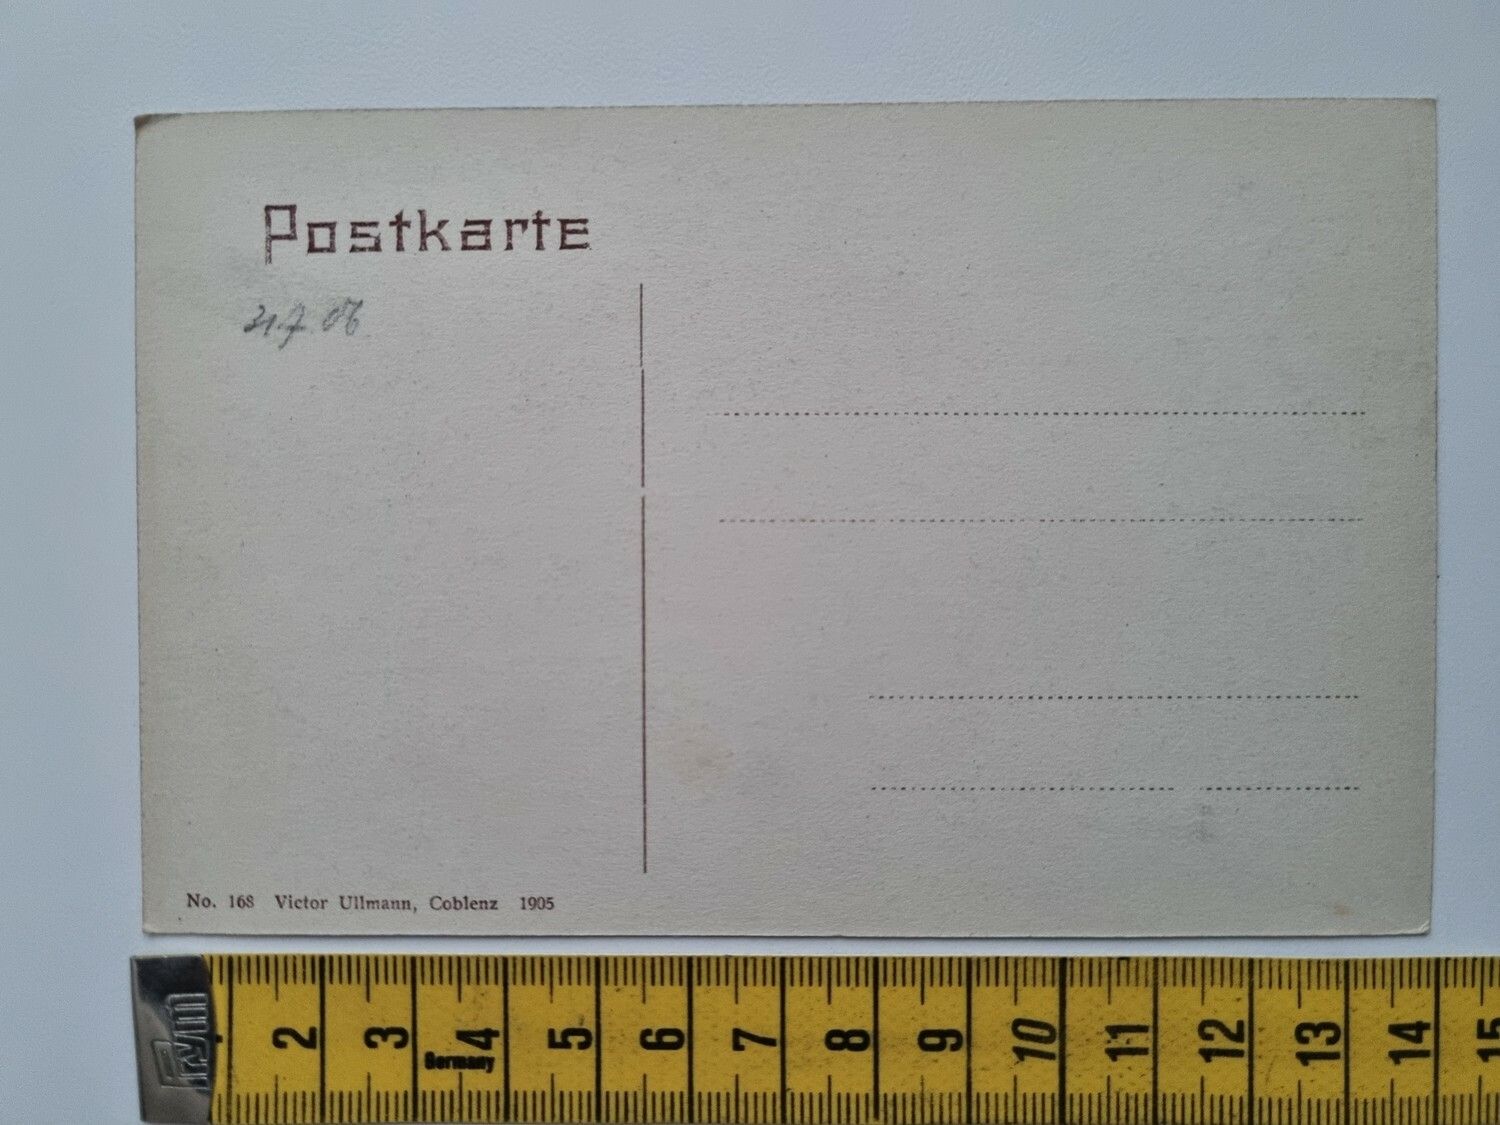 Postkarte
21.7.06
No. 168 Victor Ullmann, Coblenz 1905
Prym
2 3 4 5 6 7 8 9 10 11 12 13 14 15
Germany